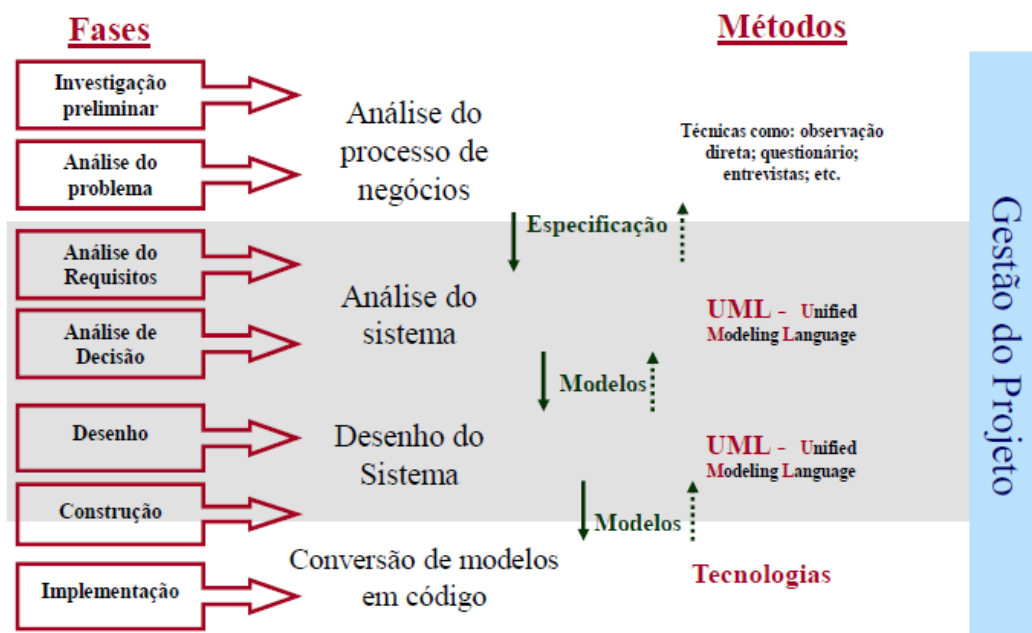 Fases
Métodos
Investigação
preliminar
Análise do
problema
Análise do
processo de
negócios
Técnicas como: observação
direta; questionário;
entrevistas; etc.
Especificação
Análise do
Requisitos
Análise de
Decisão
Análise do
sistema
UML - Unified
Modeling Language
Modelos
Desenho
Desenho do
Sistema
UML - Unified
Modeling Language
Construção
Modelos
Implementação
Conversão de modelos
em código
Tecnologias
Gestão do Projeto